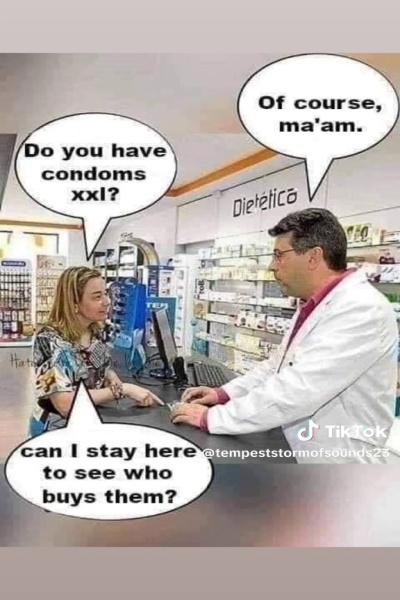 Do you have
condoms
xxl?
Of course,
ma'am.
Dietética
can I stay here
to see who
buys them?
TikTok
@tempeststormofsounds23